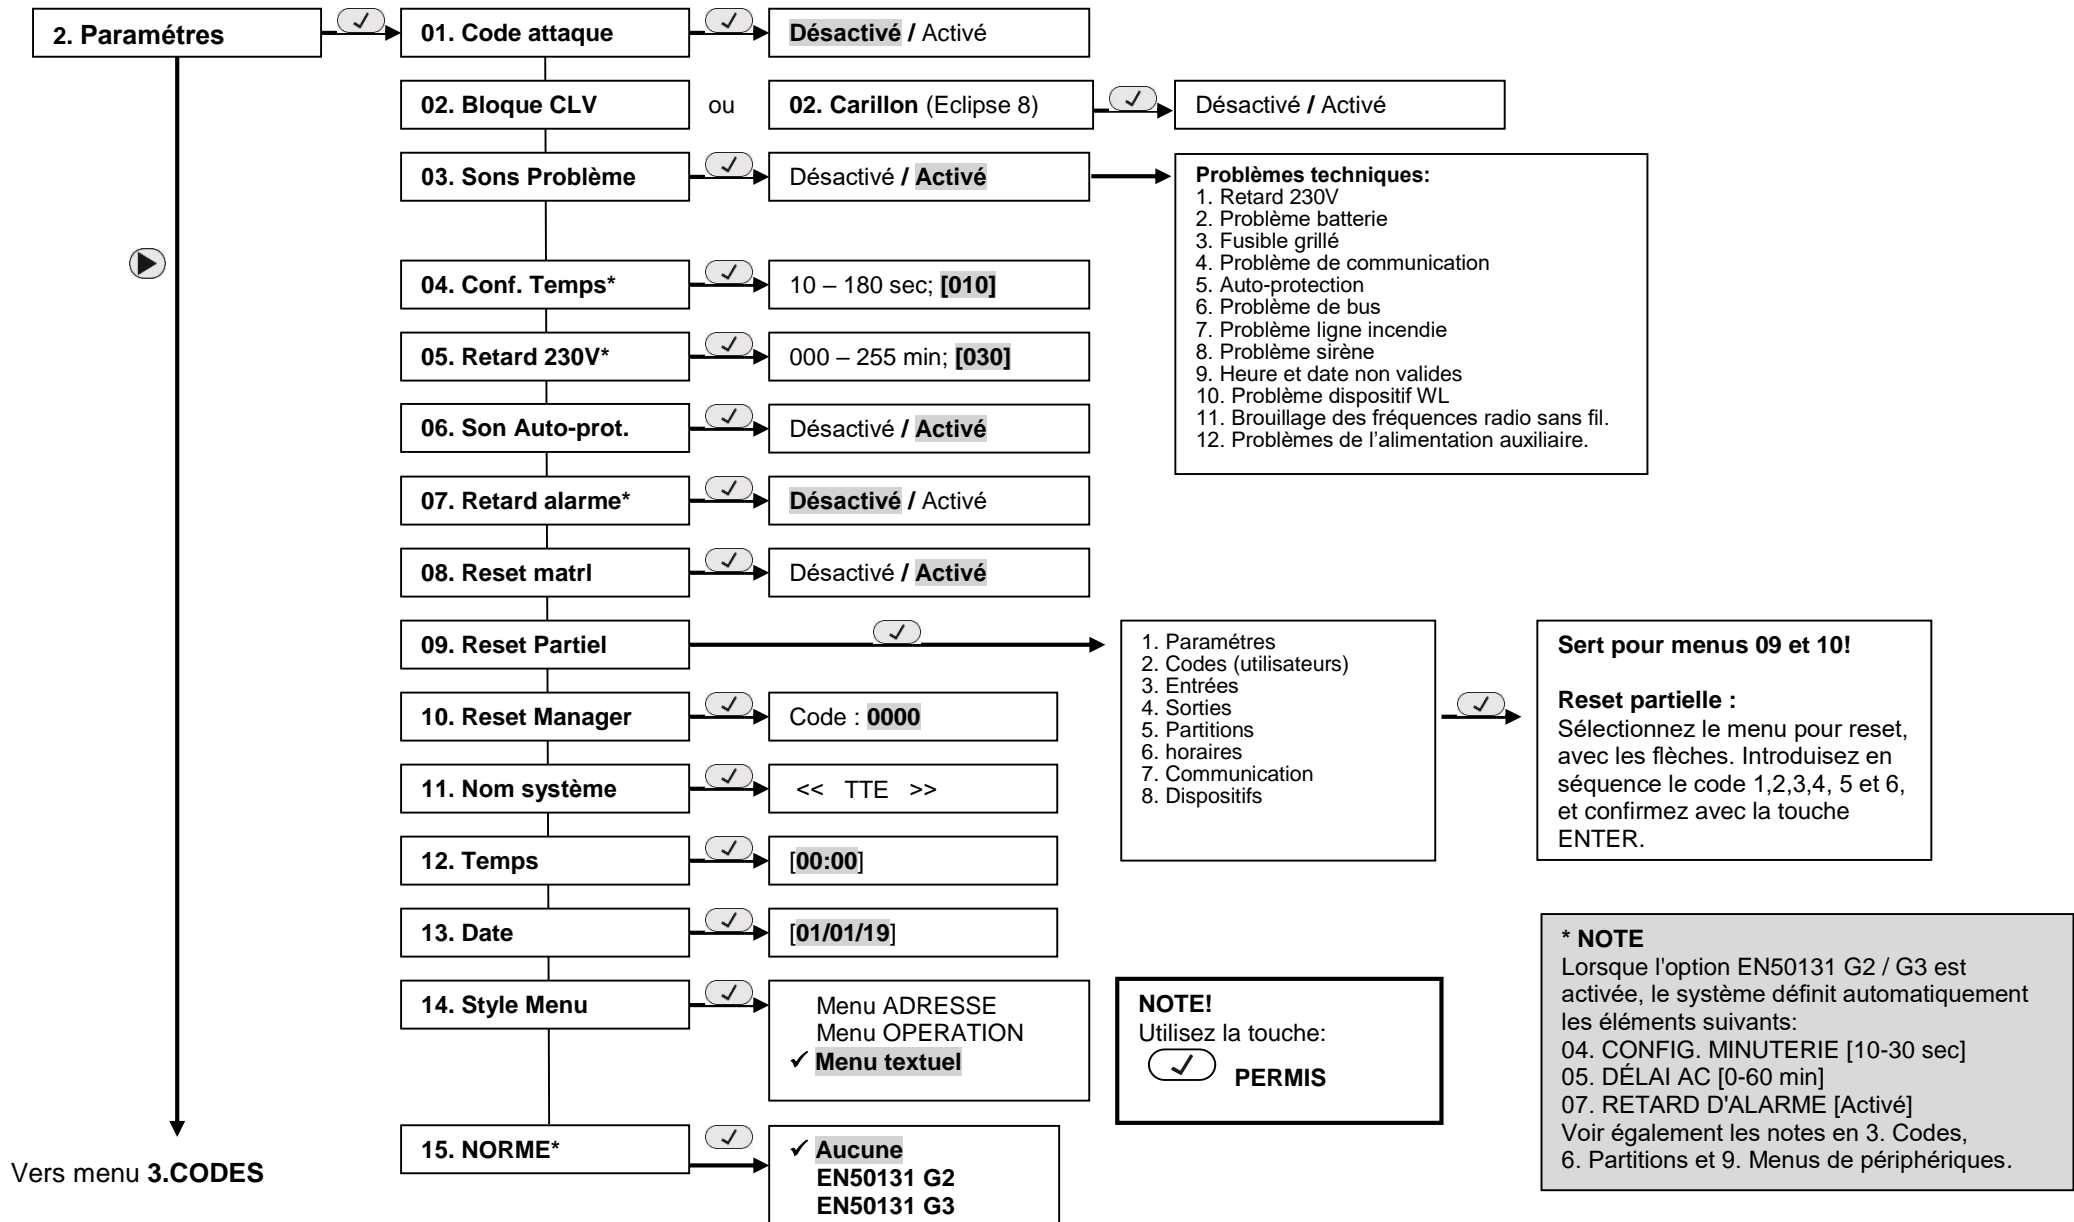 2. Paramétres
01. Code attaque
Désactivé / Activé
02. Bloque CLV
ou
02. Carillon (Eclipse 8)
Désactivé / Activé
03. Sons Problème
Désactivé / Activé
Problèmes techniques:
1. Retard 230V
2. Problème batterie
3. Fusible grillé
4. Problème de communication
5. Auto-protection
6. Problème de bus
7. Problème ligne incendie
8. Problème sirène
9. Heure et date non valides
10. Problème dispositif WL
11. Brouillage des fréquences radio sans fil.
12. Problèmes de l'alimentation auxiliaire.
04. Conf. Temps*
10 – 180 sec; [010]
05. Retard 230V*
000 – 255 min; [030]
06. Son Auto-prot.
Désactivé / Activé
07. Retard alarme*
Désactivé / Activé
08. Reset matrl
Désactivé / Activé
09. Reset Partiel
1. Paramétres
2. Codes (utilisateurs)
3. Entrées
4. Sorties
5. Partitions
6. horaires
7. Communication
8. Dispositifs
Sert pour menus 09 et 10!
Reset partielle :
Sélectionnez le menu pour reset,
avec les flèches. Introduisez en
séquence le code 1,2,3,4, 5 et 6,
et confirmez avec la touche
ENTER.
10. Reset Manager
Code : 0000
11. Nom système
<< TTE >>
12. Temps
[00:00]
13. Date
[01/01/19]
14. Style Menu
Menu ADRESSE
Menu OPERATION
✓ Menu textuel
NOTE!
Utilisez la touche:
✓ PERMIS
* NOTE
Lorsque l'option EN50131 G2 / G3 est
activée, le système définit automatiquement
les éléments suivants:
04. CONFIG. MINUTERIE [10-30 sec]
05. DÉLAI AC [0-60 min]
07. RETARD D'ALARME [Activé]
Voir également les notes en 3. Codes,
6. Partitions et 9. Menus de périphériques.
15. NORME*
✓ Aucune
EN50131 G2
EN50131 G3
Vers menu 3.CODES